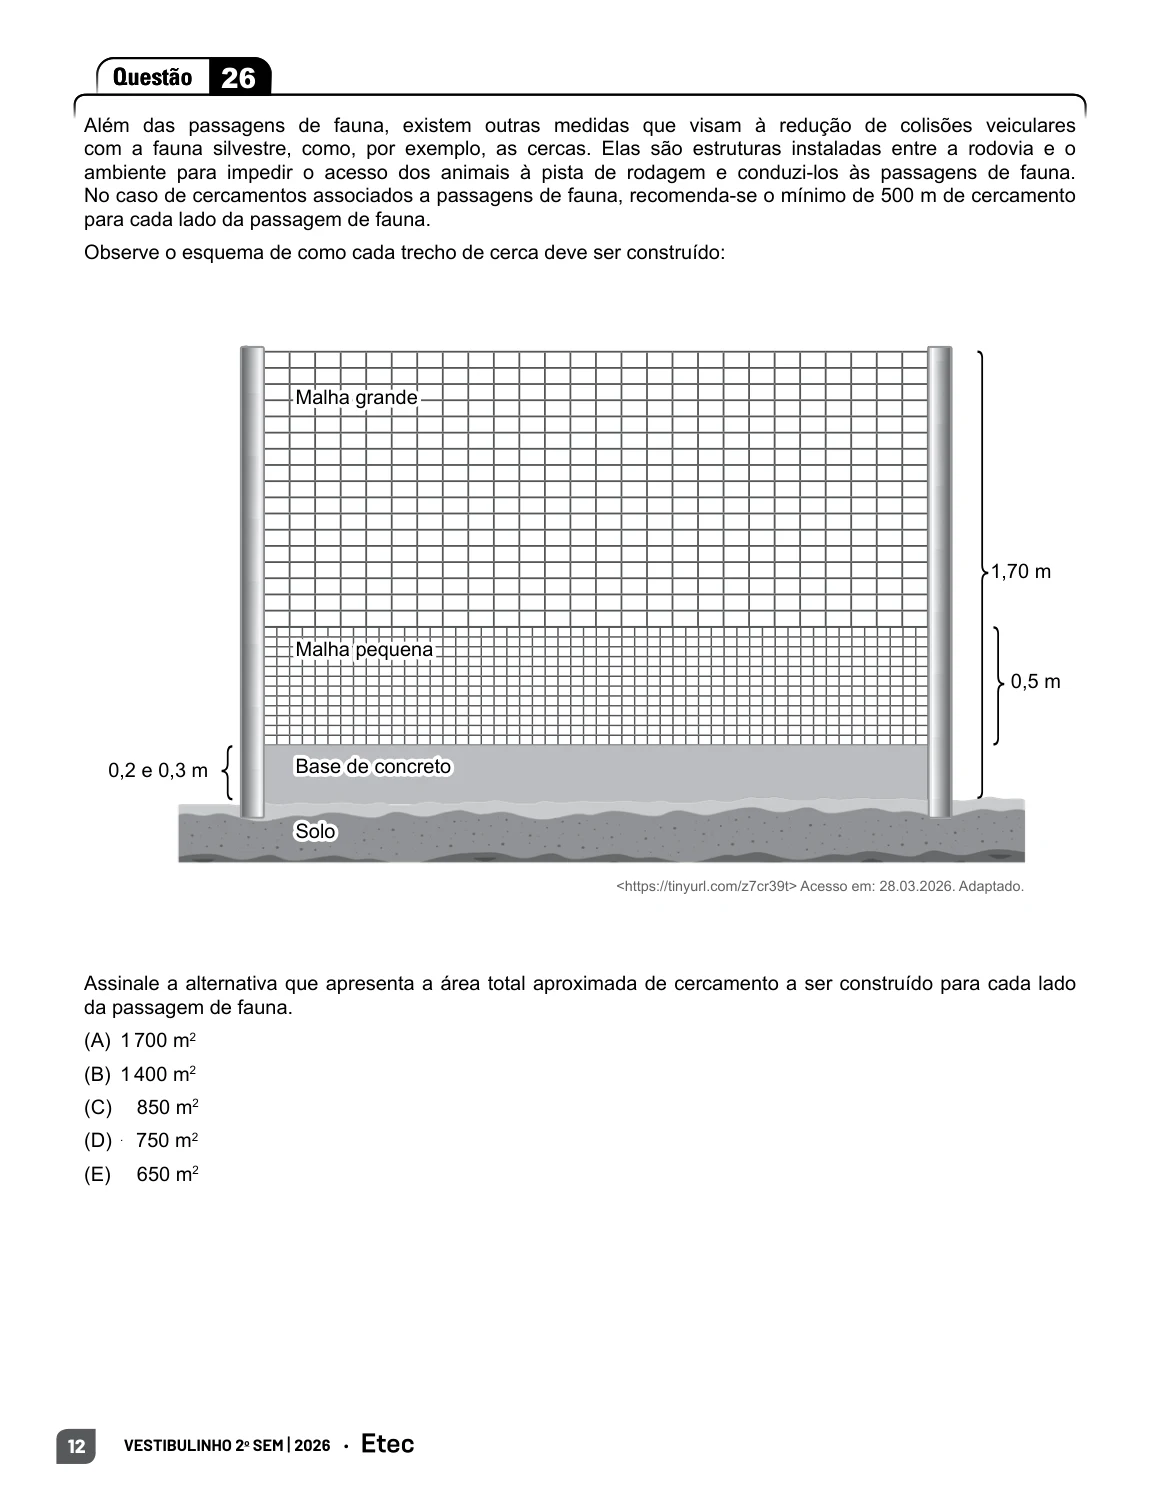 Questão 26
Além das passagens de fauna, existem outras medidas que visam à redução de colisões veiculares
com a fauna silvestre, como, por exemplo, as cercas. Elas são estruturas instaladas entre a rodovia e o
ambiente para impedir o acesso dos animais à pista de rodagem e conduzi-los às passagens de fauna.
No caso de cercamentos associados a passagens de fauna, recomenda-se o mínimo de 500 m de cercamento
para cada lado da passagem de fauna.
Observe o esquema de como cada trecho de cerca deve ser construído:
Malha grande
1,70 m
Malha pequena
0,5 m
0,2 e 0,3 m
Base de concreto
Solo
<https://tinyurl.com/z7cr39t> Acesso em: 28.03.2026. Adaptado.
Assinale a alternativa que apresenta a área total aproximada de cercamento a ser construído para cada lado
da passagem de fauna.
(A) 1 700 m²
(B) 1 400 m²
(C) 850 m²
(D) 750 m²
(E) 650 m²
12 VESTIBULINHO 2º SEM | 2026 • Etec